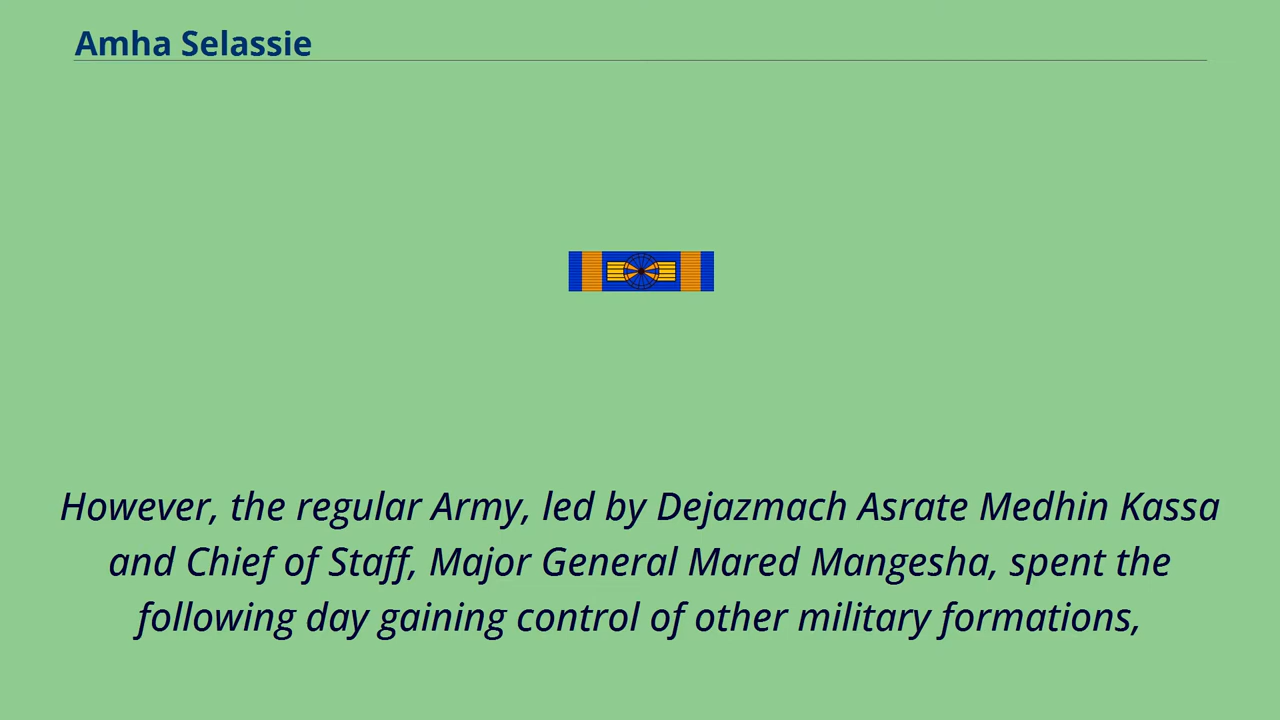 Amha Selassie
However, the regular Army, led by Dejazmach Asrate Medhin Kassa
and Chief of Staff, Major General Mared Mangesha, spent the
following day gaining control of other military formations,